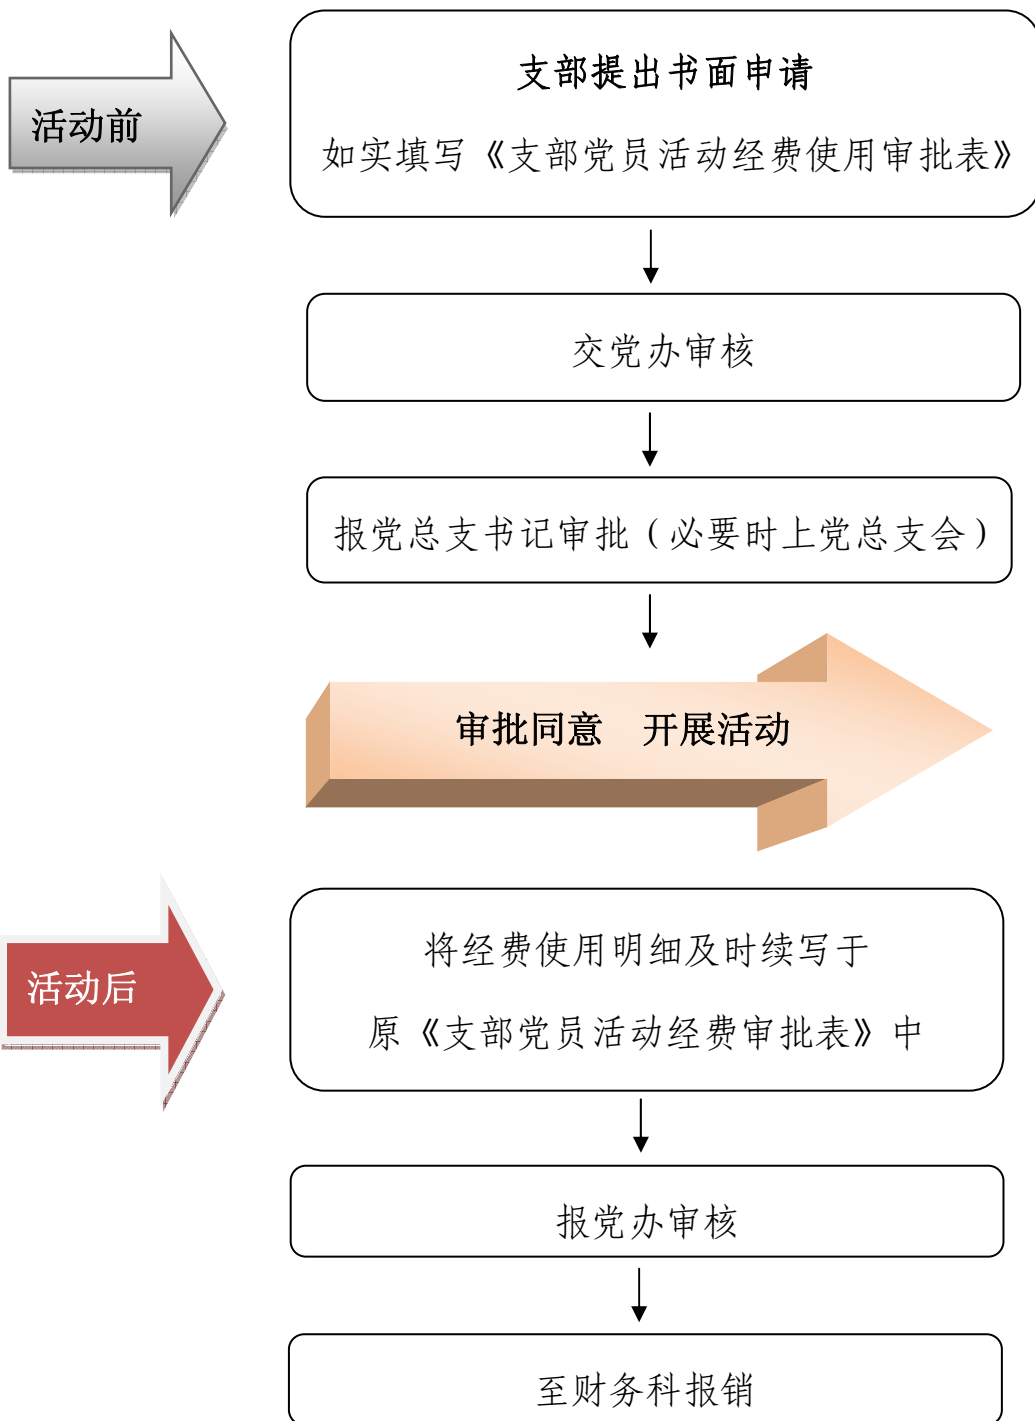 活动前
支部提出书面申请
如实填写《支部党员活动经费使用审批表》
交党办审核
报党总支书记审批（必要时上党总支会）
审批同意　开展活动
活动后
将经费使用明细及时续写于
原《支部党员活动经费审批表》中
报党办审核
至财务科报销